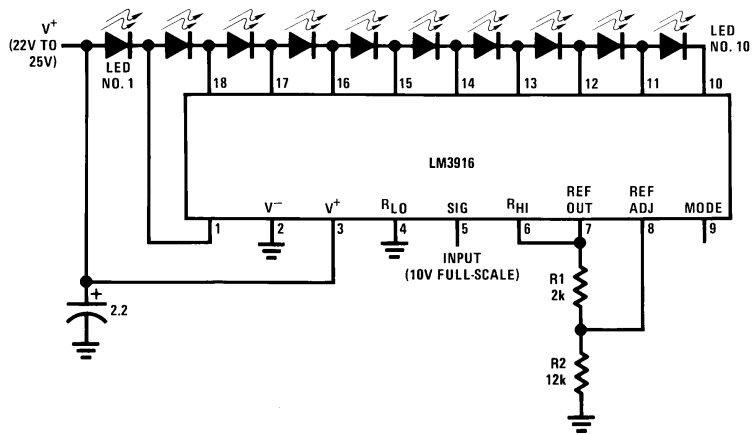 V+
(22V TO
25V)
LED
NO. 1
LED
NO. 10
18
17
16
15
14
13
12
11
10
LM3916
V−
V+
RLO
SIG
RHI
REF
OUT
REF
ADJ
MODE
1
2
3
4
5
6
7
8
9
INPUT
(10V FULL-SCALE)
+
2.2
R1
2k
R2
12k